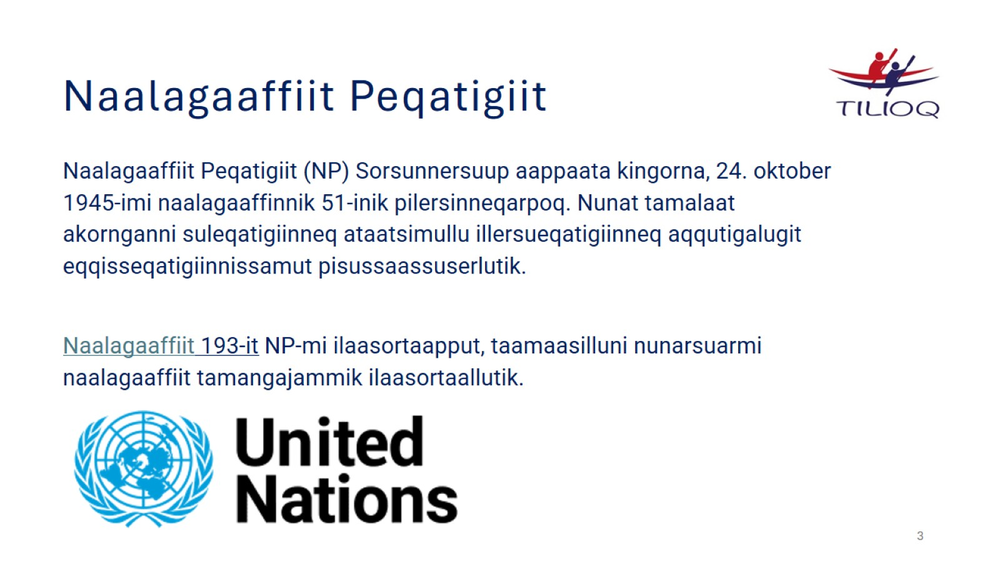 Naalagaaffiit Peqatigiit
TILIOQ
Naalagaaffiit Peqatigiit (NP) Sorsunnersuup aappaata kingorna, 24. oktober
1945-imi naalagaaffinnik 51-inik pilersinneqarpoq. Nunat tamalaat
akornganni suleqatigiinneq ataatsimullu illersueqatigiinneq aqqutigalugit
eqqisseqatigiinnissamut pisussaassuserlutik.
Naalagaaffiit 193-it NP-mi ilaasortaapput, taamaasilluni nunarsuarmi
naalagaaffiit tamangajammik ilaasortaallutik.
United
Nations
3